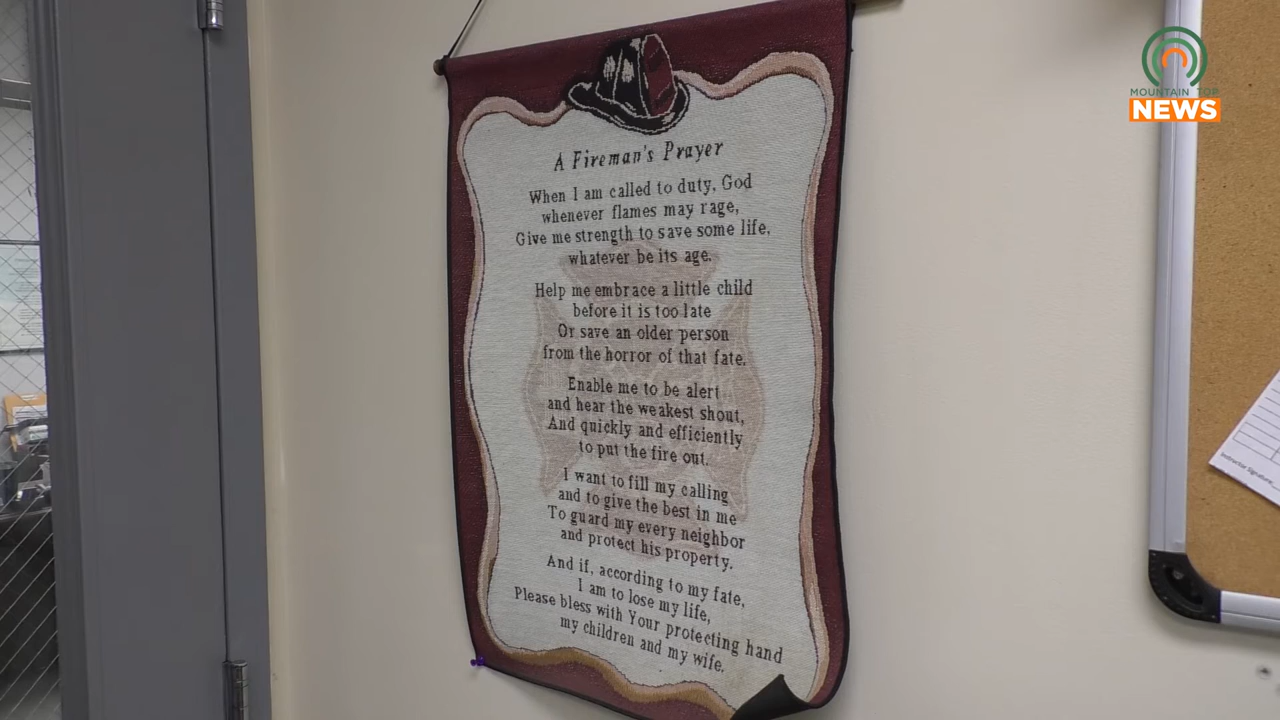 A Fireman's Prayer
When I am called to duty, God
whenever flames may rage,
Give me strength to save some life,
whatever be its age.
Help me embrace a little child
before it is too late
Or save an older person
from the horror of that fate.
Enable me to be alert
and hear the weakest shout,
And quickly and efficiently
to put the fire out.
I want to fill my calling
and to give the best in me
To guard my every neighbor
and protect his property.
And if, according to my fate,
I am to lose my life,
Please bless with Your protecting hand
my children and my wife.
MOUNTAIN TOP
NEWS
Instructor Signature: